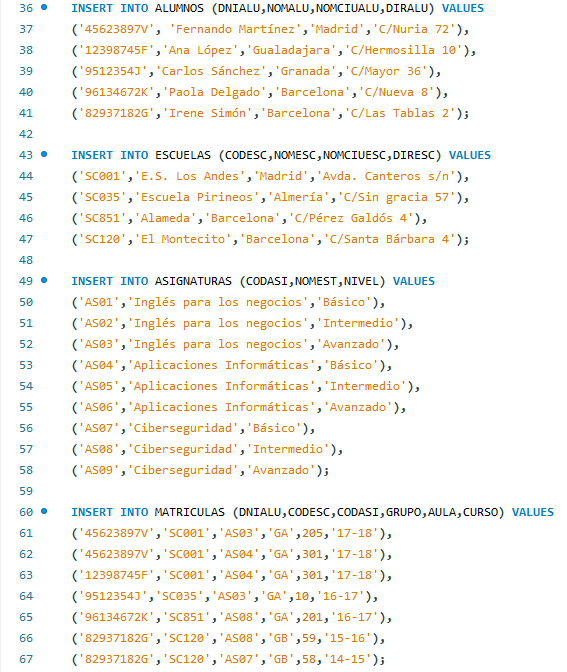 36 INSERT INTO ALUMNOS (DNIALU,NOMALU,NOMCIUALU,DIRALU) VALUES
37 ('45623897V', 'Fernando Martínez','Madrid','C/Nuria 72'),
38 ('12398745F','Ana López','Gualadajara','C/Hermosilla 10'),
39 ('9512354J','Carlos Sánchez','Granada','C/Mayor 36'),
40 ('96134672K','Paola Delgado','Barcelona','C/Nueva 8'),
41 ('82937182G','Irene Simón','Barcelona','C/Las Tablas 2');
42
43 INSERT INTO ESCUELAS (CODESC,NOMESC,NOMCIUESC,DIRESC) VALUES
44 ('SC001','E.S. Los Andes','Madrid','Avda. Canteros s/n'),
45 ('SC035','Escuela Pirineos','Almería','C/Sin gracia 57'),
46 ('SC851','Alameda','Barcelona','C/Pérez Galdós 4'),
47 ('SC120','El Montecito','Barcelona','C/Santa Bárbara 4');
48
49 INSERT INTO ASIGNATURAS (CODASI,NOMEST,NIVEL) VALUES
50 ('AS01','Inglés para los negocios','Básico'),
51 ('AS02','Inglés para los negocios','Intermedio'),
52 ('AS03','Inglés para los negocios','Avanzado'),
53 ('AS04','Aplicaciones Informáticas','Básico'),
54 ('AS05','Aplicaciones Informáticas','Intermedio'),
55 ('AS06','Aplicaciones Informáticas','Avanzado'),
56 ('AS07','Ciberseguridad','Básico'),
57 ('AS08','Ciberseguridad','Intermedio'),
58 ('AS09','Ciberseguridad','Avanzado');
59
60 INSERT INTO MATRICULAS (DNIALU,CODESC,CODASI,GRUPO,AULA,CURSO) VALUES
61 ('45623897V','SC001','AS03','GA',205,'17-18'),
62 ('45623897V','SC001','AS04','GA',301,'17-18'),
63 ('12398745F','SC001','AS04','GA',301,'17-18'),
64 ('9512354J','SC035','AS03','GA',10,'16-17'),
65 ('96134672K','SC851','AS08','GA',201,'16-17'),
66 ('82937182G','SC120','AS08','GB',59,'15-16'),
67 ('82937182G','SC120','AS07','GB',58,'14-15');